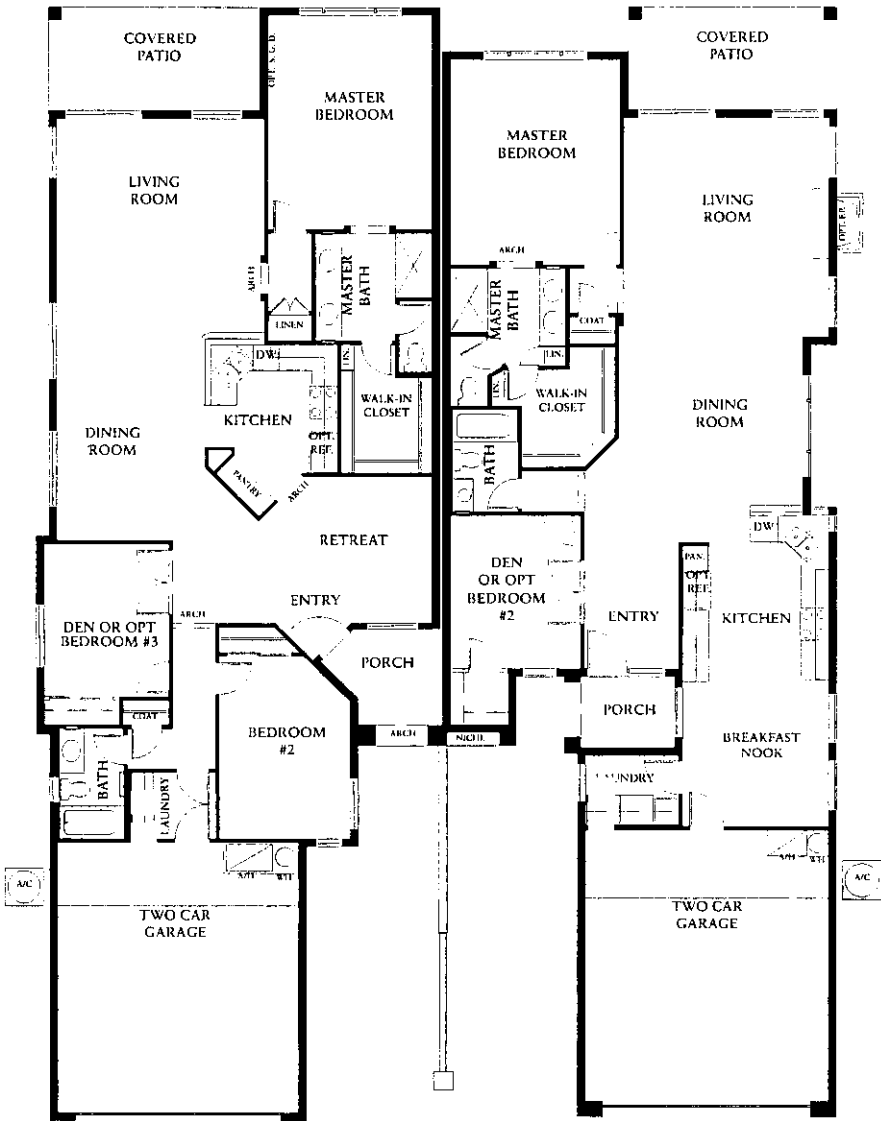 COVERED
PATIO
OPT. S. G. D.
MASTER
BEDROOM
LIVING
ROOM
ARCH
LINEN
MASTER
BATH
DW
LIN.
WALK-IN
CLOSET
KITCHEN
OPT.
REF.
DINING
ROOM
PANTRY
ARCH
RETREAT
ENTRY
ARCH
DEN OR OPT
BEDROOM #3
PORCH
COAT
BEDROOM
#2
ARCH
BATH
LAUNDRY
A/H
WH
A/C
TWO CAR
GARAGE
COVERED
PATIO
MASTER
BEDROOM
LIVING
ROOM
OPT. F.P.
ARCH
MASTER
BATH
COAT
LIN.
LIN.
WALK-IN
CLOSET
DINING
ROOM
BATH
DW
DEN
OR OPT
BEDROOM
#2
PAN.
OPT.
REF.
ENTRY
KITCHEN
PORCH
NICHE
BREAKFAST
NOOK
LAUNDRY
A/H
WH
A/C
TWO CAR
GARAGE